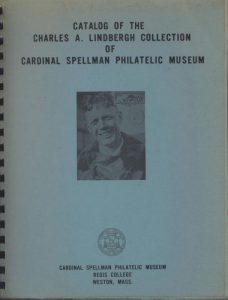 CATALOG OF THE
CHARLES A. LINDBERGH COLLECTION
OF
CARDINAL SPELLMAN PHILATELIC MUSEUM
CARDINAL SPELLMAN PHILATELIC MUSEUM
REGIS COLLEGE
WESTON, MASS.